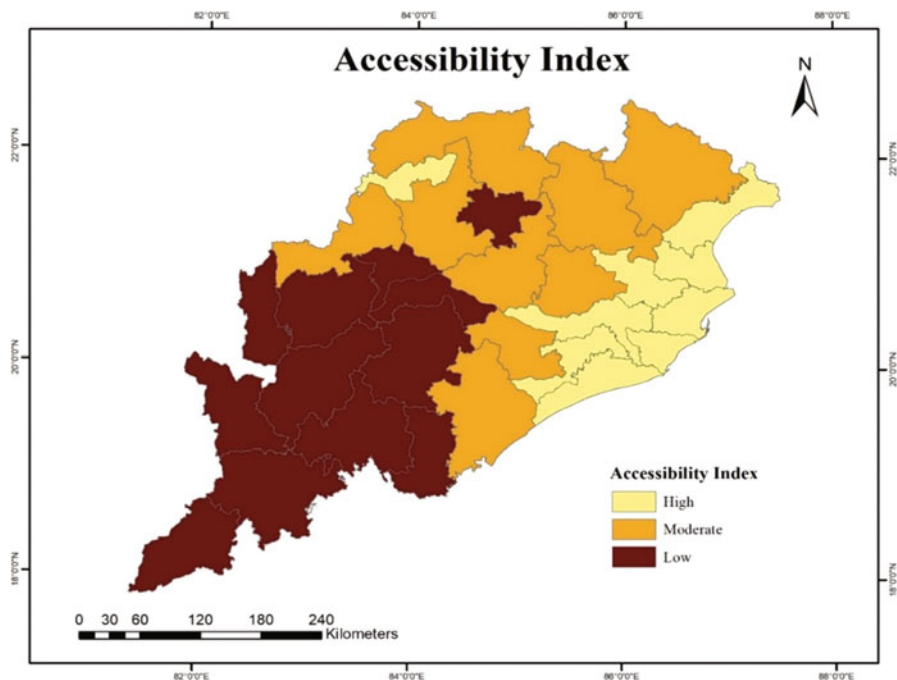 82°0'0"E 84°0'0"E 86°0'0"E 88°0'0"E
Accessibility Index
N
22°0'0"N 22°0'0"N
20°0'0"N 20°0'0"N
Accessibility Index
High
Moderate
Low
18°0'0"N 18°0'0"N
0 30 60 120 180 240
Kilometers
82°0'0"E 84°0'0"E 86°0'0"E 88°0'0"E